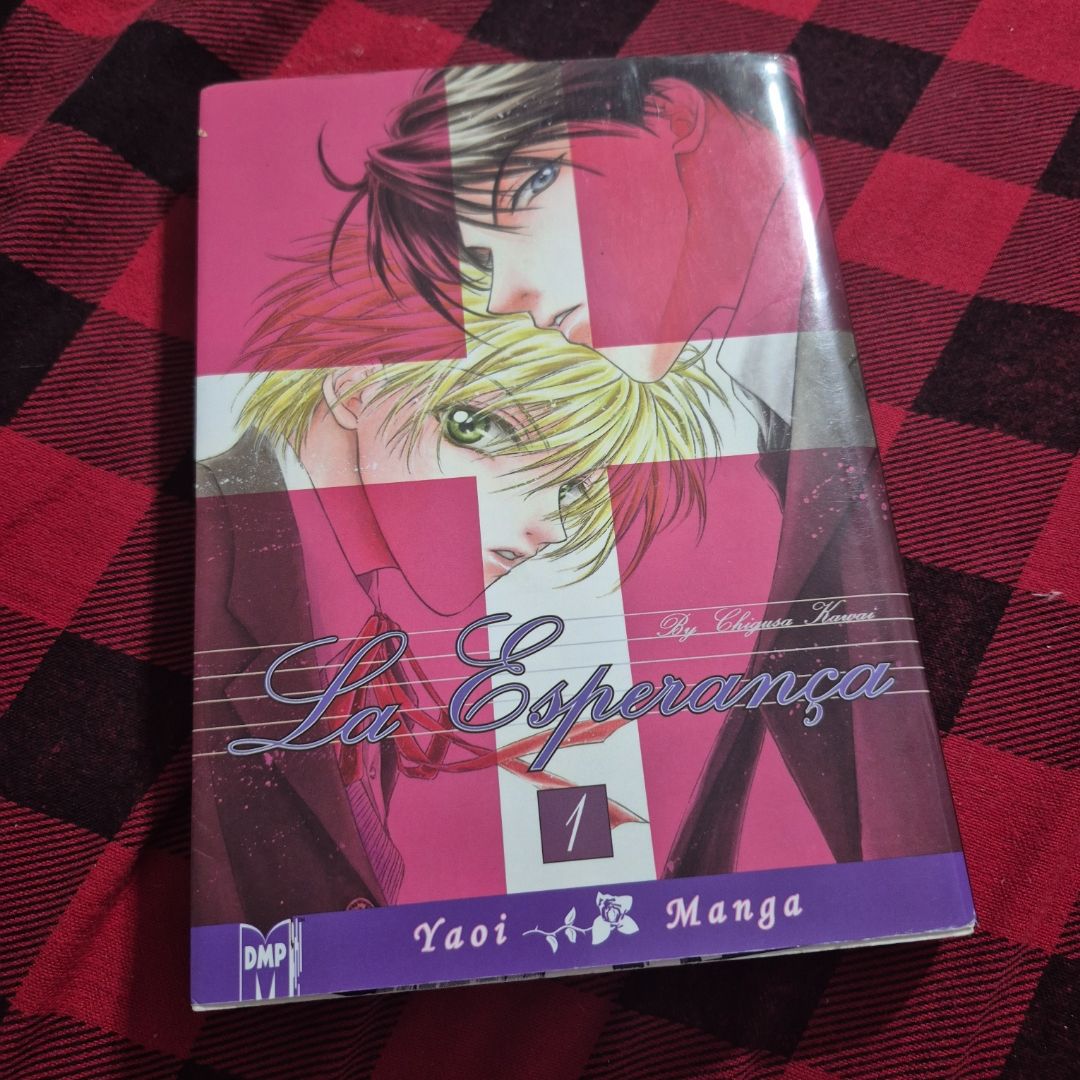 By Chigusa Kawai
La Esperança
1
Yaoi Manga
DMP